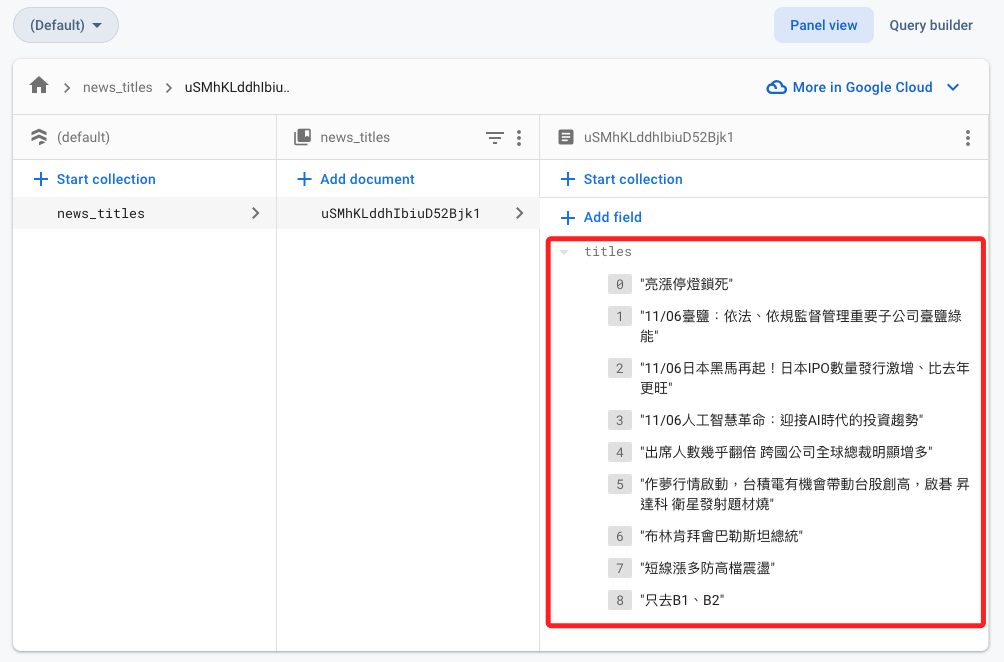 (Default)
Panel view
Query builder
news_titles
uSMhKLddhIbiu..
More in Google Cloud
(default)
news_titles
uSMhKLddhIbiuD52Bjk1
Start collection
Add document
Start collection
news_titles
uSMhKLddhIbiuD52Bjk1
Add field
titles
0 "亮漲停燈鎖死"
1 "11/06臺鹽：依法、依規監督管理重要子公司臺鹽綠
能"
2 "11/06日本黑馬再起！日本IPO數量發行激增、比去年
更旺"
3 "11/06人工智慧革命：迎接AI時代的投資趨勢"
4 "出席人數幾乎翻倍 跨國公司全球總裁明顯增多"
5 "作夢行情啟動，台積電有機會帶動台股創高，啟碁 昇
達科 衛星發射題材燒"
6 "布林肯拜會巴勒斯坦總統"
7 "短線漲多防高檔震盪"
8 "只去B1、B2"